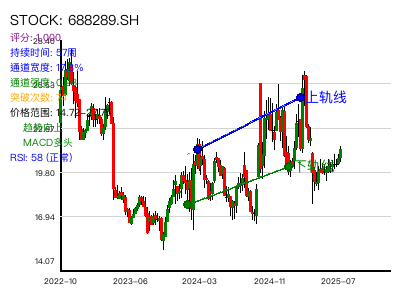 STOCK: 688289.SH
评分: 1.000
持续时间: 57周
通道宽度:
通道强度:
突破次数:
价格范围: 14.72-
趋势向上
MACD多头
RSI: 58 (正常)
上轨线
下轨线
19.80
16.94
14.07
2022-10 2023-06 2024-03 2024-11 2025-07